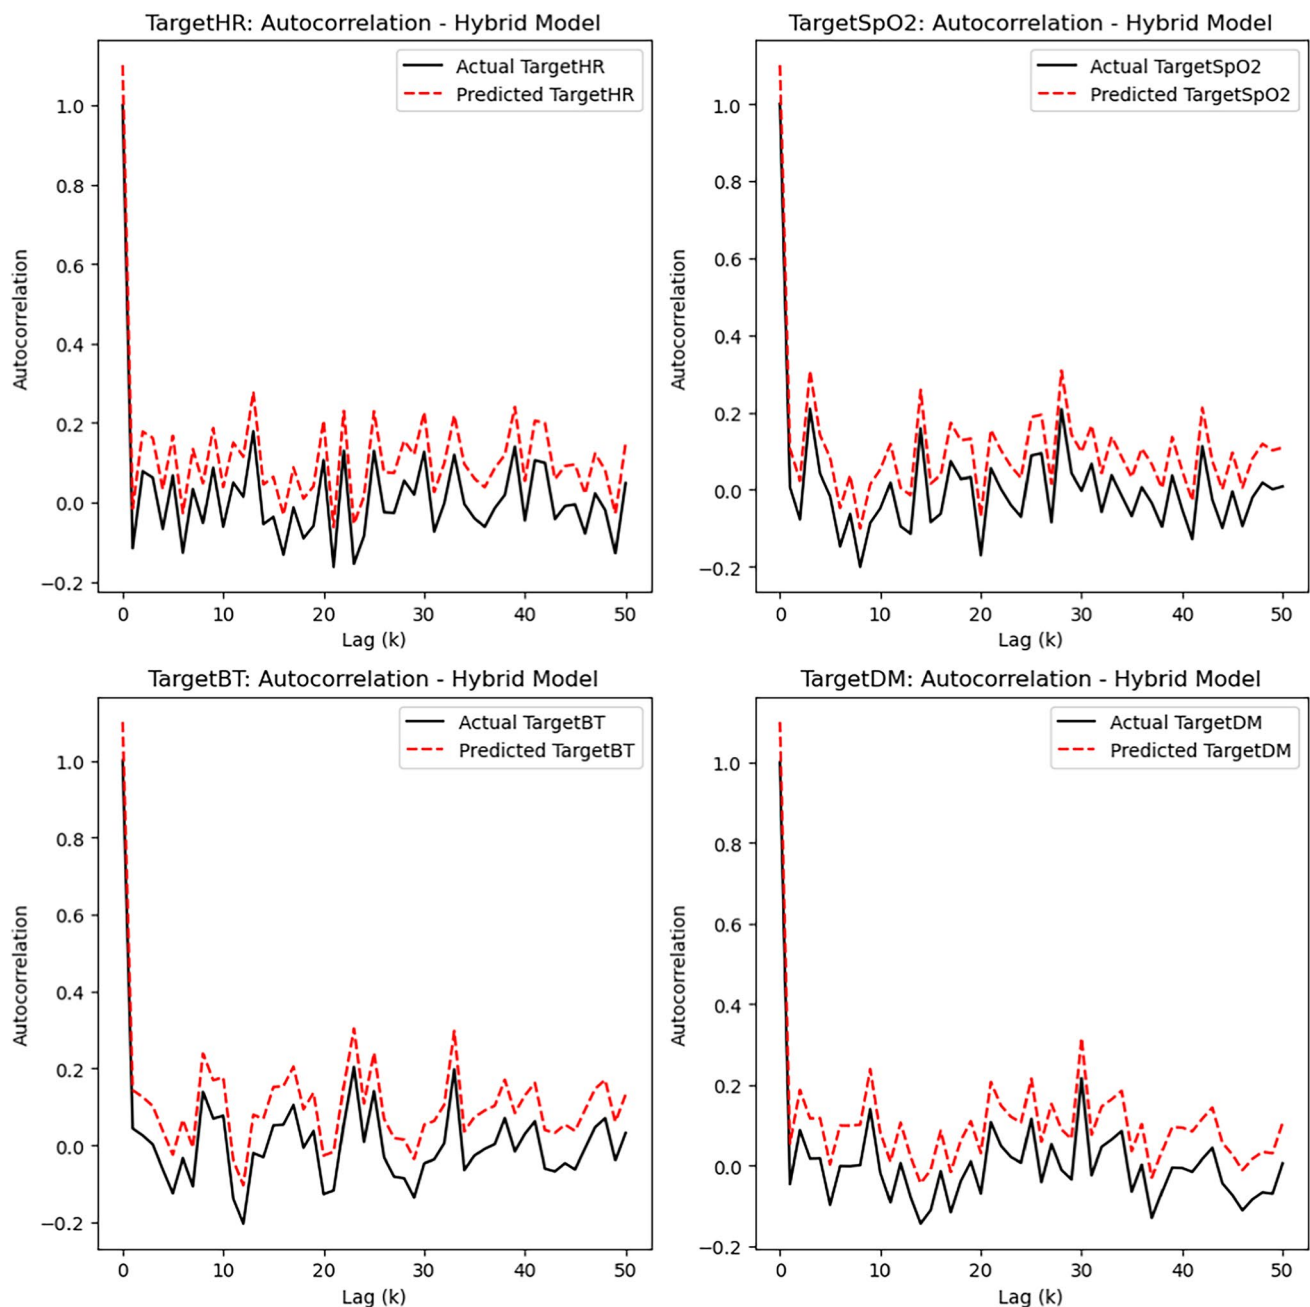 TargetHR: Autocorrelation - Hybrid Model
Actual TargetHR
Predicted TargetHR
1.0
0.8
0.6
0.4
0.2
0.0
−0.2
Autocorrelation
0 10 20 30 40 50
Lag (k)
TargetSpO2: Autocorrelation - Hybrid Model
Actual TargetSpO2
Predicted TargetSpO2
1.0
0.8
0.6
0.4
0.2
0.0
−0.2
Autocorrelation
0 10 20 30 40 50
Lag (k)
TargetBT: Autocorrelation - Hybrid Model
Actual TargetBT
Predicted TargetBT
1.0
0.8
0.6
0.4
0.2
0.0
−0.2
Autocorrelation
0 10 20 30 40 50
Lag (k)
TargetDM: Autocorrelation - Hybrid Model
Actual TargetDM
Predicted TargetDM
1.0
0.8
0.6
0.4
0.2
0.0
−0.2
Autocorrelation
0 10 20 30 40 50
Lag (k)